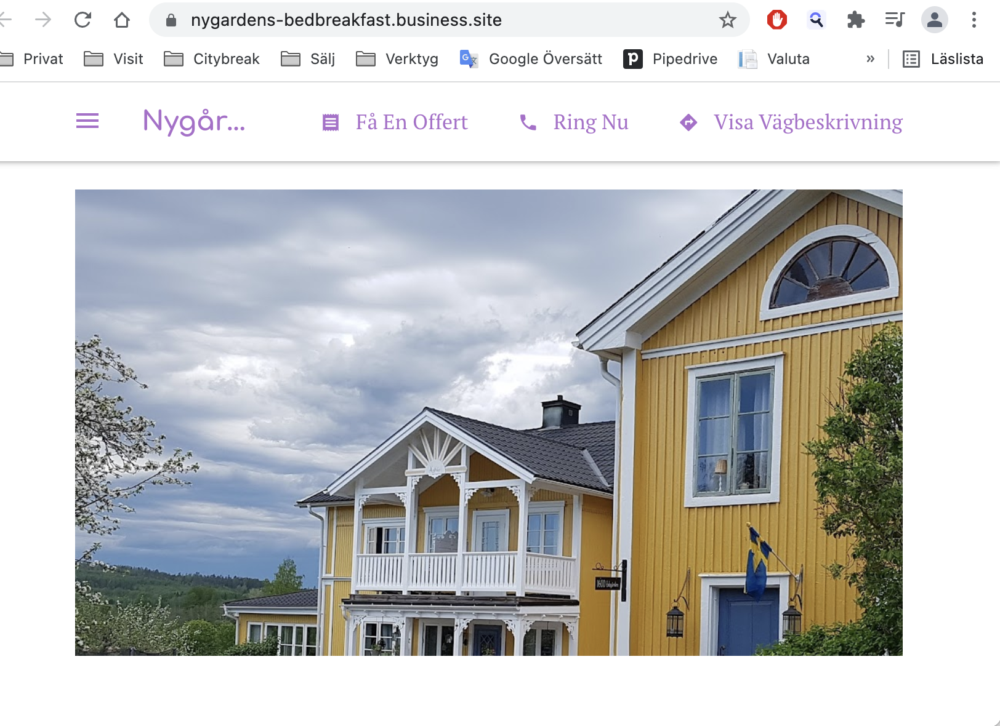 nygardens-bedbreakfast.business.site
Privat Visit Citybreak Sälj Verktyg Google Översätt Pipedrive Valuta » Läslista
Nygår... Få En Offert Ring Nu Visa Vägbeskrivning
1600